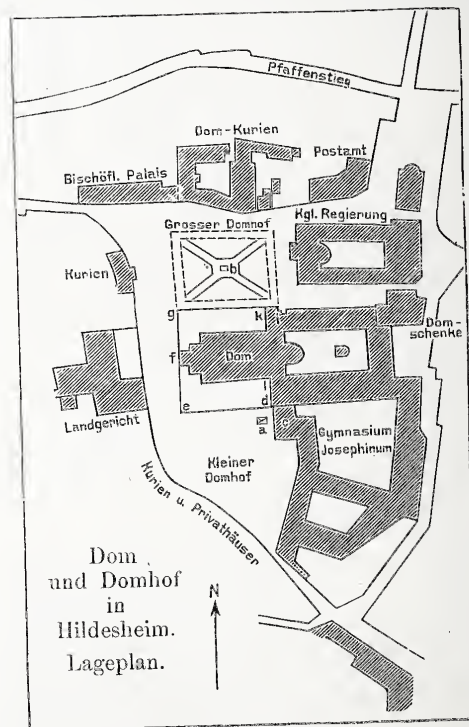 Pfaffenstieg
Dom-Kurien
Postamt
Bischöfl. Palais
Grosser Domhof
Kgl. Regierung
b
Kurien
g
k
Dom-
schenke
f
Dom
l
e
d
a
c
Landgericht
Gymnasium
Josephinum
Kleiner
Domhof
Kurien u. Privathäuser
Dom
und Domhof
in
Hildesheim.
Lageplan.
N